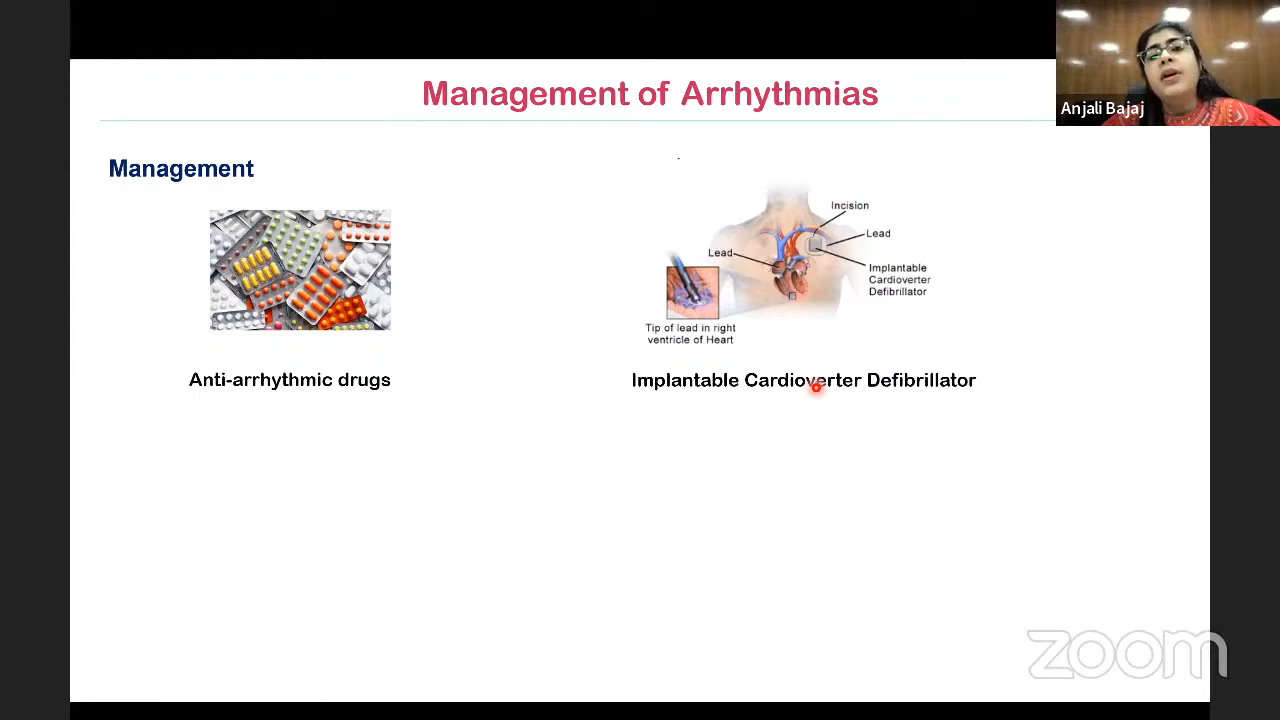 Management of Arrhythmias
Anjali Bajaj
Management
Incision
Lead
Lead
Implantable
Cardioverter
Defibrillator
Tip of lead in right
ventricle of Heart
Anti-arrhythmic drugs
Implantable Cardioverter Defibrillator
zoom